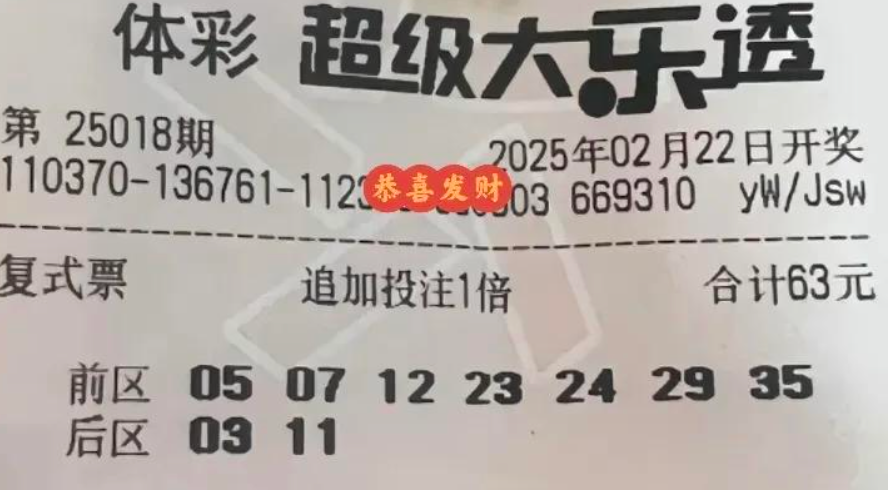 体彩 超级大乐透
第 25018期 2025年02月22日开奖
110370-136761-112 恭喜发财 03 669310 yW/Jsw
复式票 追加投注1倍 合计63元
前区 05 07 12 23 24 29 35
后区 03 11